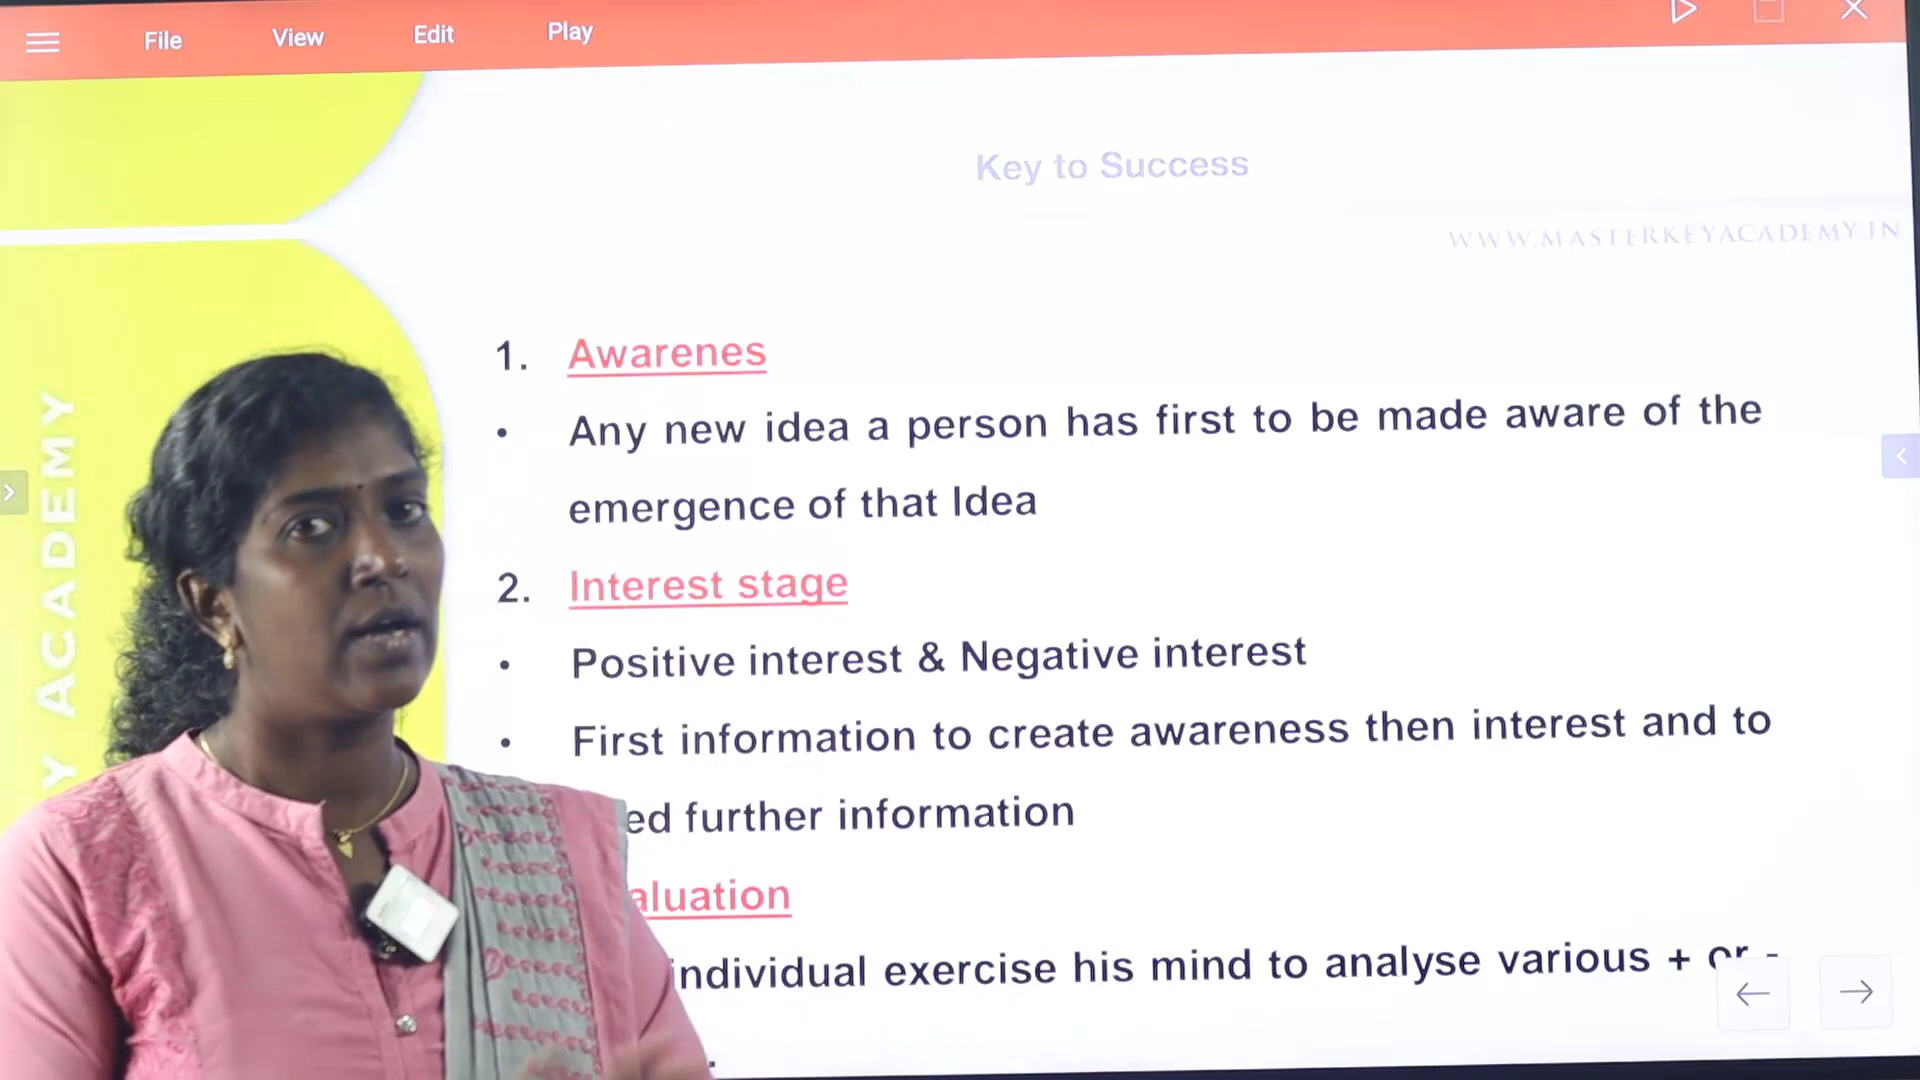 File View Edit Play
Key to Success
WWW.MASTERKEYACADEMY.IN
Y ACADEMY
1. Awarenes
• Any new idea a person has first to be made aware of the
emergence of that Idea
2. Interest stage
• Positive interest & Negative interest
• First information to create awareness then interest and to
ed further information
aluation
individual exercise his mind to analyse various + or -